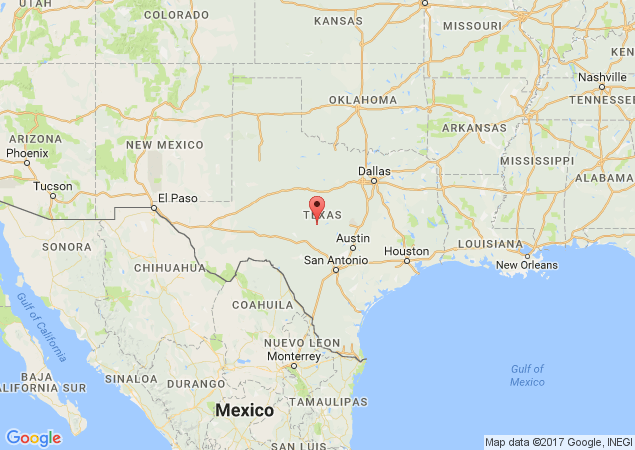 UTAH
COLORADO
KANSAS
MISSOURI
Nashville
OKLAHOMA
TENNESSEE
ARKANSAS
ARIZONA
Phoenix
NEW MEXICO
MISSISSIPPI
ALABAMA
Dallas
Tucson
El Paso
TEXAS
SONORA
Austin
LOUISIANA
Houston
San Antonio
New Orleans
CHIHUAHUA
COAHUILA
Gulf of California
NUEVO LEON
Monterrey
Gulf of
Mexico
BAJA
CALIFORNIA SUR
SINALOA
DURANGO
TAMAULIPAS
Mexico
SAN LUIS
Google
Map data ©2017 Google, INEGI